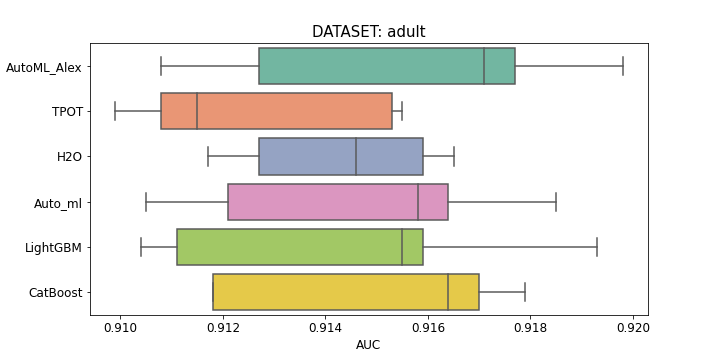 DATASET: adult
AutoML_Alex
TPOT
H2O
Auto_ml
LightGBM
CatBoost
0.910 0.912 0.914 0.916 0.918 0.920
AUC